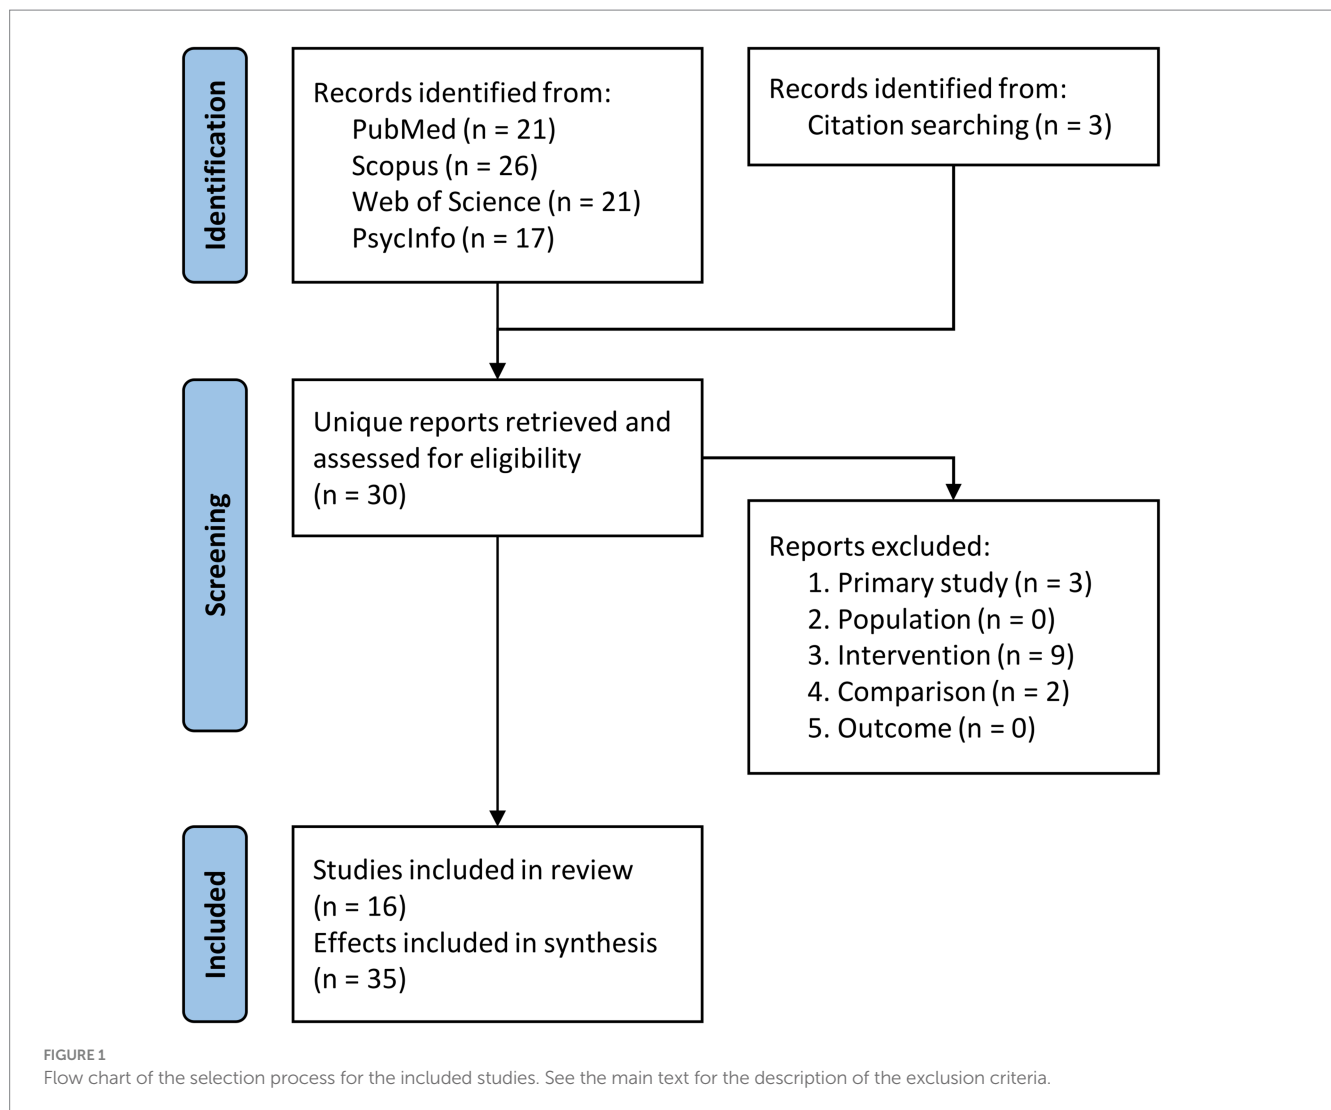 Identification
Records identified from:
PubMed (n = 21)
Scopus (n = 26)
Web of Science (n = 21)
PsycInfo (n = 17)
Records identified from:
Citation searching (n = 3)
Screening
Unique reports retrieved and
assessed for eligibility
(n = 30)
Reports excluded:
1. Primary study (n = 3)
2. Population (n = 0)
3. Intervention (n = 9)
4. Comparison (n = 2)
5. Outcome (n = 0)
Included
Studies included in review
(n = 16)
Effects included in synthesis
(n = 35)
FIGURE 1
Flow chart of the selection process for the included studies. See the main text for the description of the exclusion criteria.